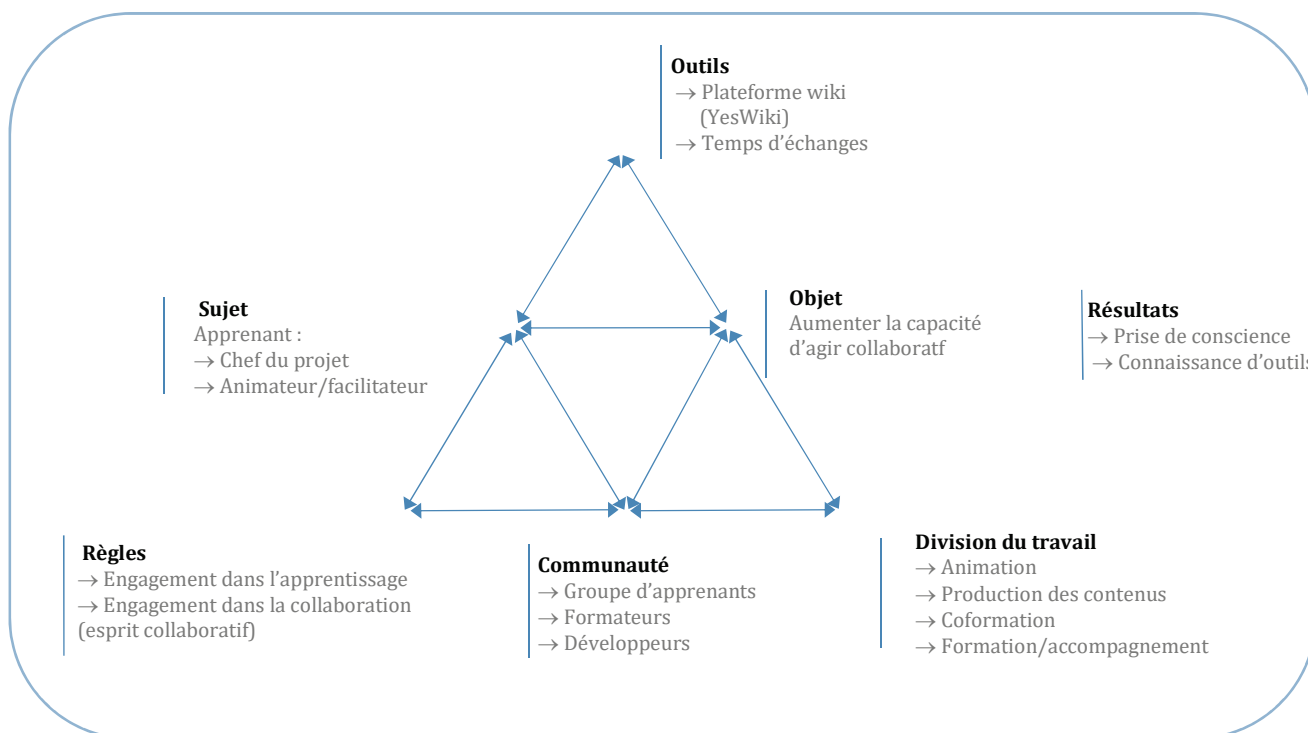 Outils
→ Plateforme wiki
(YesWiki)
→ Temps d’échanges
Sujet
Apprenant :
→ Chef du projet
→ Animateur/facilitateur
Objet
Aumenter la capacité
d’agir collaboratf
Résultats
→ Prise de conscience
→ Connaissance d’outils
Règles
→ Engagement dans l’apprentissage
→ Engagement dans la collaboration
(esprit collaboratif)
Communauté
→ Groupe d’apprenants
→ Formateurs
→ Développeurs
Division du travail
→ Animation
→ Production des contenus
→ Coformation
→ Formation/accompagnement